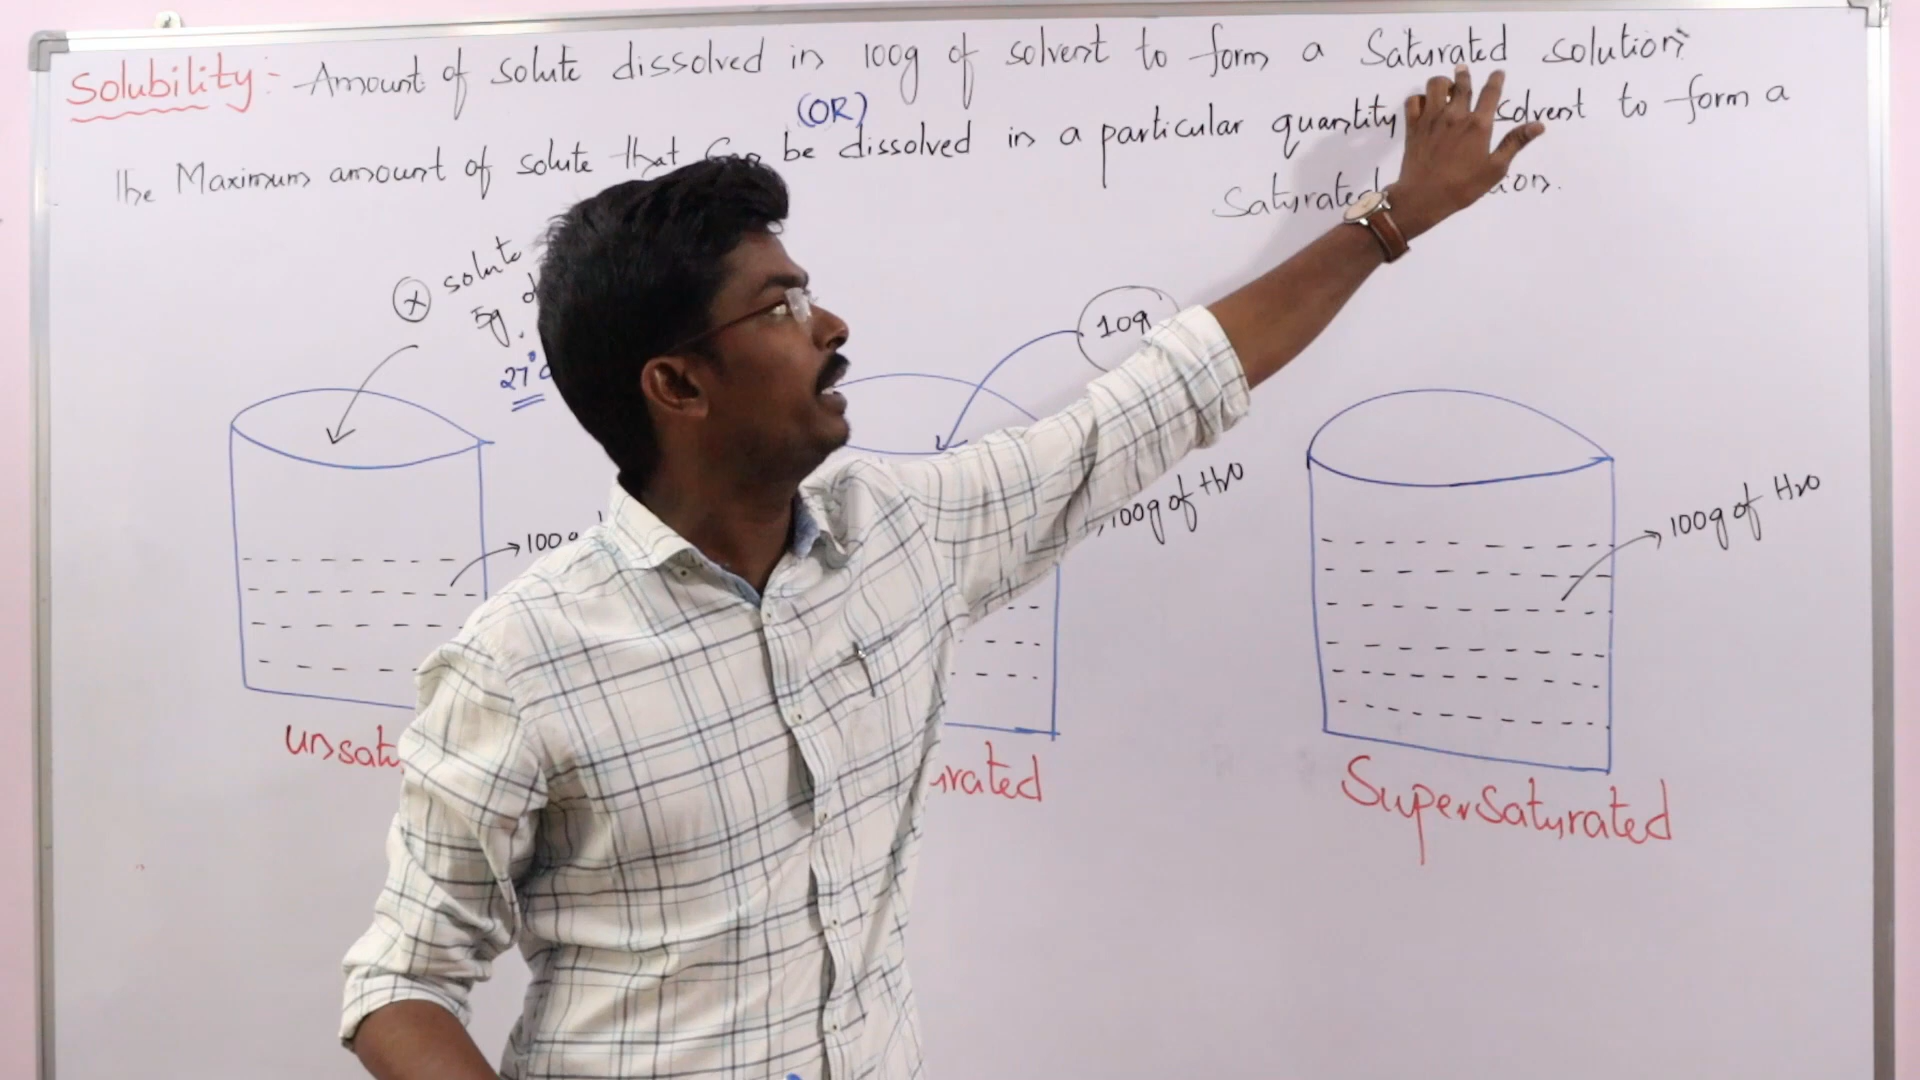 Solubility:- Amount of solute dissolved in 100g of solvent to form a Saturated solution
(OR)
The Maximum amount of solute that be dissolved in a particular quantity solvent to form a
Saturated
x solute
5g
27°C
10g
100g of H2O
100g of H2O
100g
Supersaturated